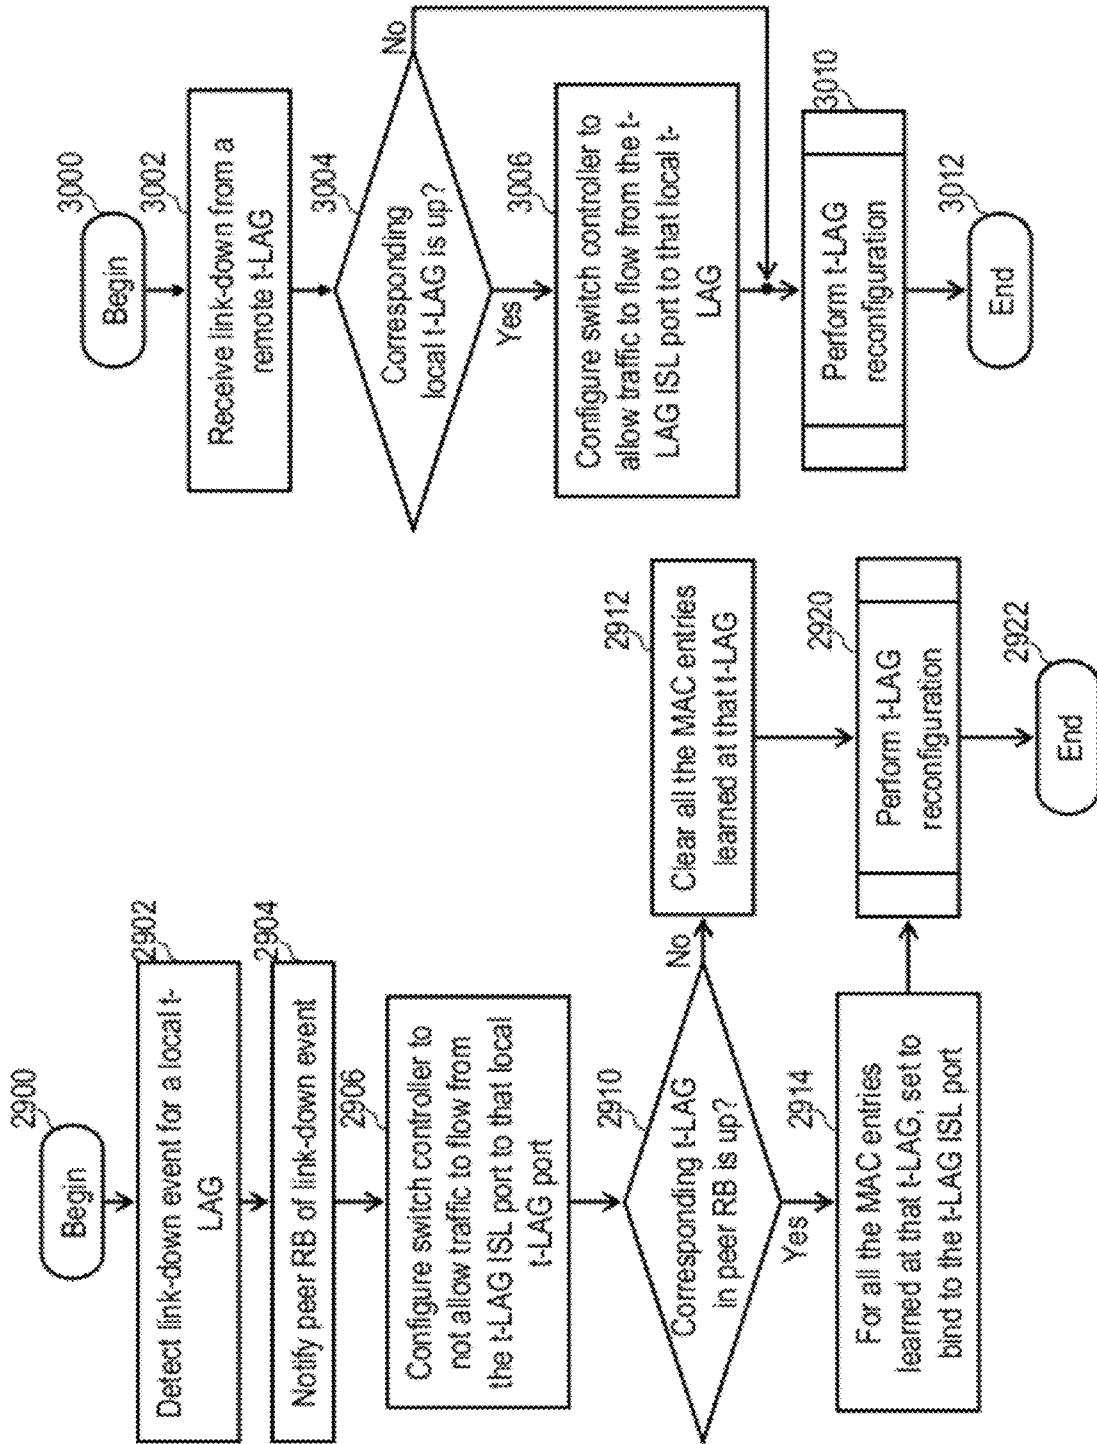 2900
Begin
2902
Detect link-down event for a local t-
LAG
2904
Notify peer RB of link-down event
2906
Configure switch controller to
not allow traffic to flow from
the t-LAG ISL port to that local
t-LAG port
2910
Corresponding t-LAG
in peer RB is up?
No
Yes
2912
Clear all the MAC entries
learned at that t-LAG
2914
For all the MAC entries
learned at that t-LAG, set to
bind to the t-LAG ISL port
2920
Perform t-LAG
reconfiguration
2922
End
3000
Begin
3002
Receive link-down from a
remote t-LAG
3004
Corresponding
local t-LAG is up?
No
Yes
3006
Configure switch controller to
allow traffic to flow from the t-
LAG ISL port to that local t-
LAG
3010
Perform t-LAG
reconfiguration
3012
End